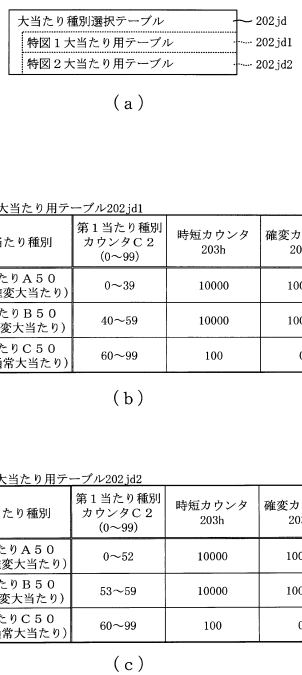 大当たり種別選択テーブル 202jd
特図１大当たり用テーブル 202jd1
特図２大当たり用テーブル 202jd2
(a)
大当たり用テーブル202jd1
当たり種別 第１当たり種別 カウンタＣ２ (0～99) 時短カウンタ 203h 確変カ 20
たりＡ５０ 変大当たり) 0～39 10000 100
たりＢ５０ 変大当たり) 40～59 10000 100
たりＣ５０ 常大当たり) 60～99 100 0
(b)
大当たり用テーブル202jd2
たり種別 第１当たり種別 カウンタＣ２ (0～99) 時短カウンタ 203h 確変カ 203
たりＡ５０ 変大当たり) 0～52 10000 100
たりＢ５０ 変大当たり) 53～59 10000 100
たりＣ５０ 常大当たり) 60～99 100 0
(c)